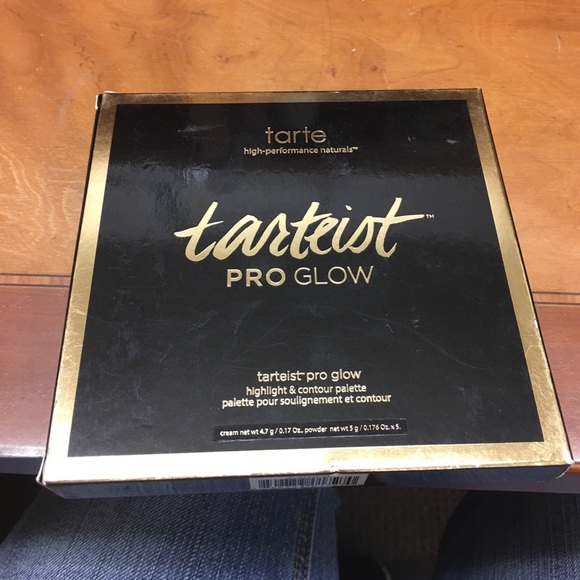 tarte
high-performance naturals™
tarteist™
PRO GLOW
tarteist™ pro glow
highlight & contour palette
palette pour soulignement et contour
cream net wt 4.7 g / 0.17 Oz., powder net wt 5 g / 0.176 Oz. x 5.